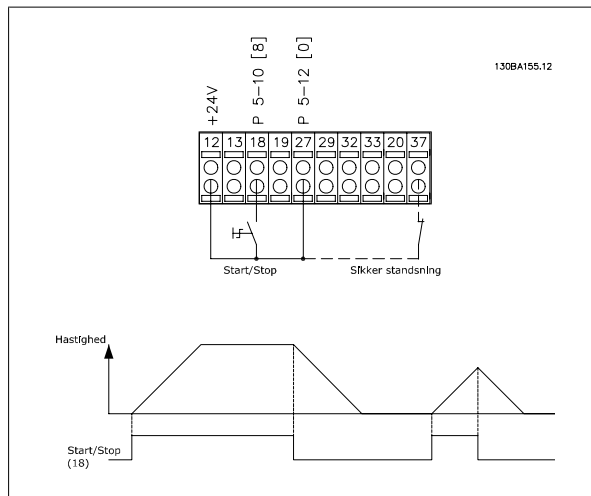 130BA155.12
+24V
P 5-10 [8]
P 5-12 [0]
12 13 18 19 27 29 32 33 20 37
Start/Stop
Sikker standsning
Hastighed
Start/Stop
(18)